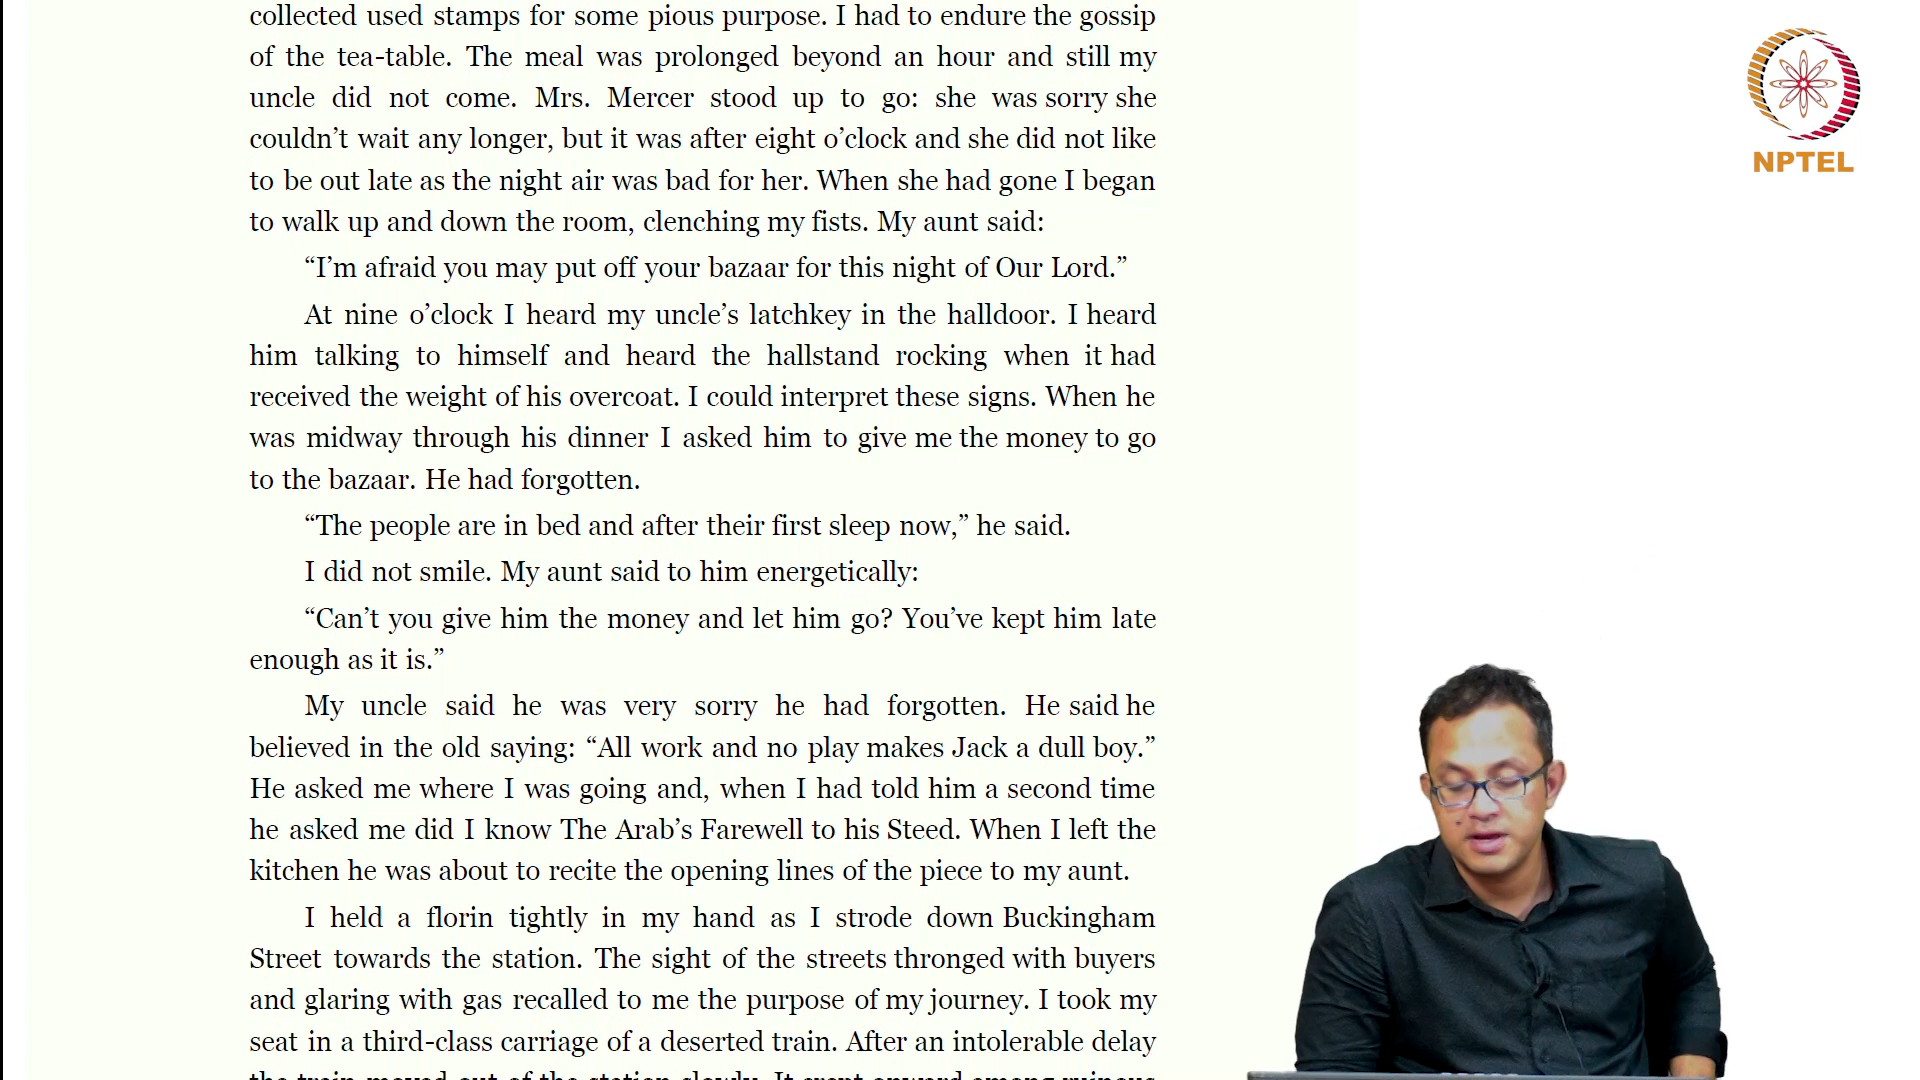 collected used stamps for some pious purpose. I had to endure the gossip
of the tea-table. The meal was prolonged beyond an hour and still my
uncle did not come. Mrs. Mercer stood up to go: she was sorry she
couldn’t wait any longer, but it was after eight o’clock and she did not like
to be out late as the night air was bad for her. When she had gone I began
to walk up and down the room, clenching my fists. My aunt said:
“I’m afraid you may put off your bazaar for this night of Our Lord.”
At nine o’clock I heard my uncle’s latchkey in the halldoor. I heard
him talking to himself and heard the hallstand rocking when it had
received the weight of his overcoat. I could interpret these signs. When he
was midway through his dinner I asked him to give me the money to go
to the bazaar. He had forgotten.
“The people are in bed and after their first sleep now,” he said.
I did not smile. My aunt said to him energetically:
“Can’t you give him the money and let him go? You’ve kept him late
enough as it is.”
My uncle said he was very sorry he had forgotten. He said he
believed in the old saying: “All work and no play makes Jack a dull boy.”
He asked me where I was going and, when I had told him a second time
he asked me did I know The Arab’s Farewell to his Steed. When I left the
kitchen he was about to recite the opening lines of the piece to my aunt.
I held a florin tightly in my hand as I strode down Buckingham
Street towards the station. The sight of the streets thronged with buyers
and glaring with gas recalled to me the purpose of my journey. I took my
seat in a third-class carriage of a deserted train. After an intolerable delay
the train moved out of the station slowly. It crept onward among ruinous
NPTEL